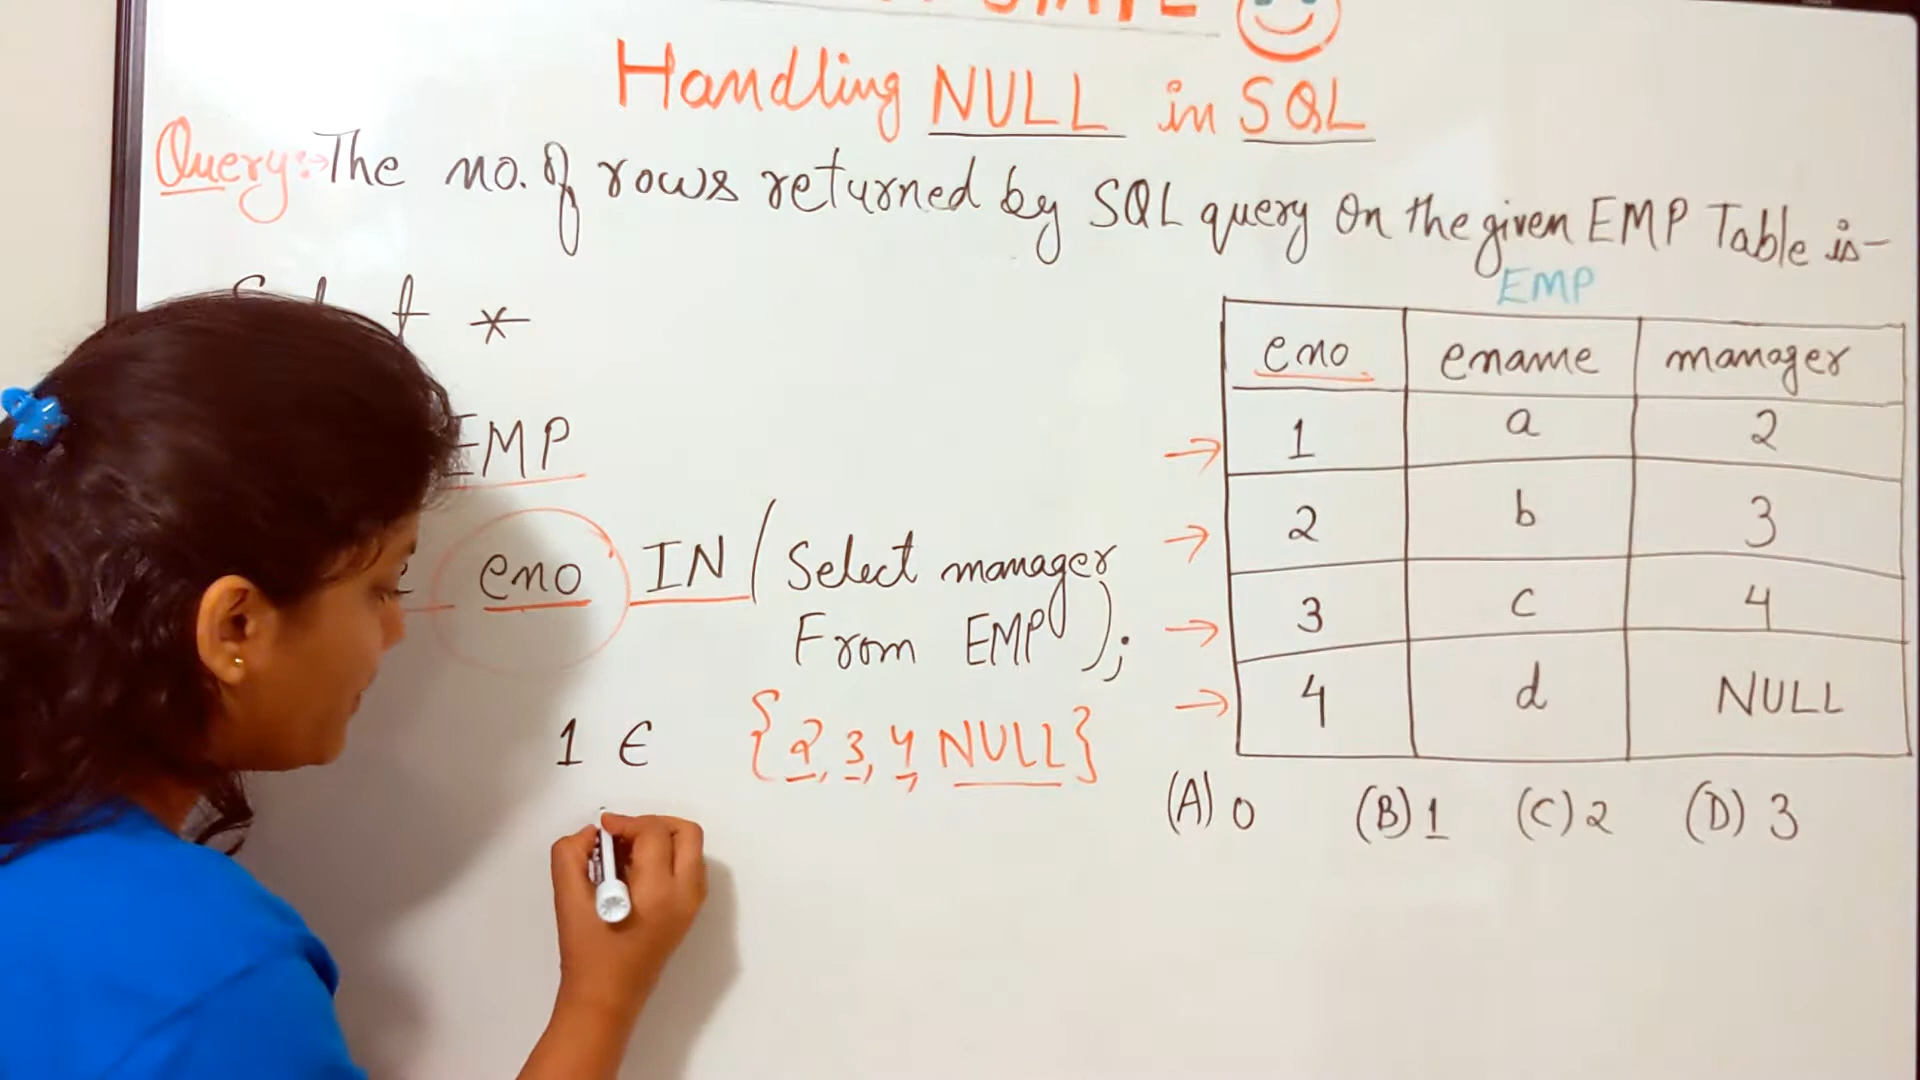 Handling NULL in SQL
Query:→ The no. of rows returned by SQL query on the given EMP Table is-
Select *
EMP
eno IN ( Select manager
From EMP );
1 ∈ {2, 3, 4, NULL}
EMP
eno ename manager
1 a 2
2 b 3
3 c 4
4 d NULL
(A) 0 (B) 1 (C) 2 (D) 3